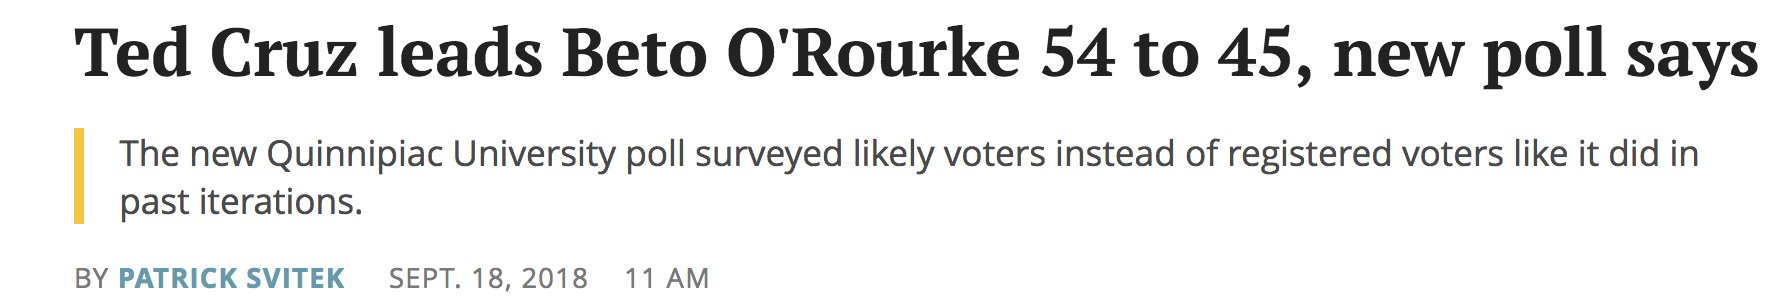 Ted Cruz leads Beto O'Rourke 54 to 45, new poll says
The new Quinnipiac University poll surveyed likely voters instead of registered voters like it did in
past iterations.
BY PATRICK SVITEK SEPT. 18, 2018 11 AM